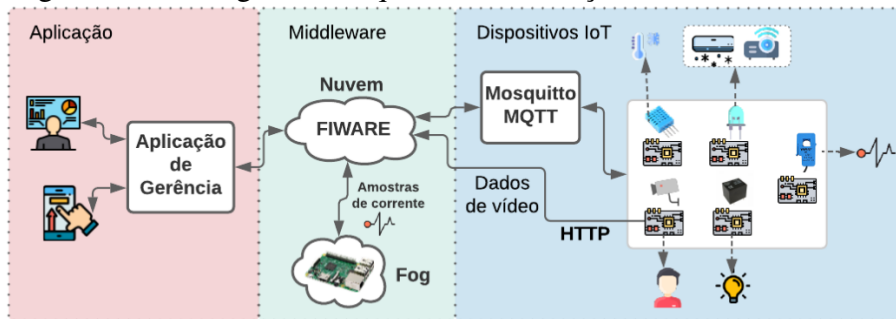 Aplicação
Middleware
Dispositivos IoT
Nuvem
FIWARE
Mosquitto
MQTT
Aplicação
de
Gerência
Amostras
de corrente
Dados
de vídeo
HTTP
Fog